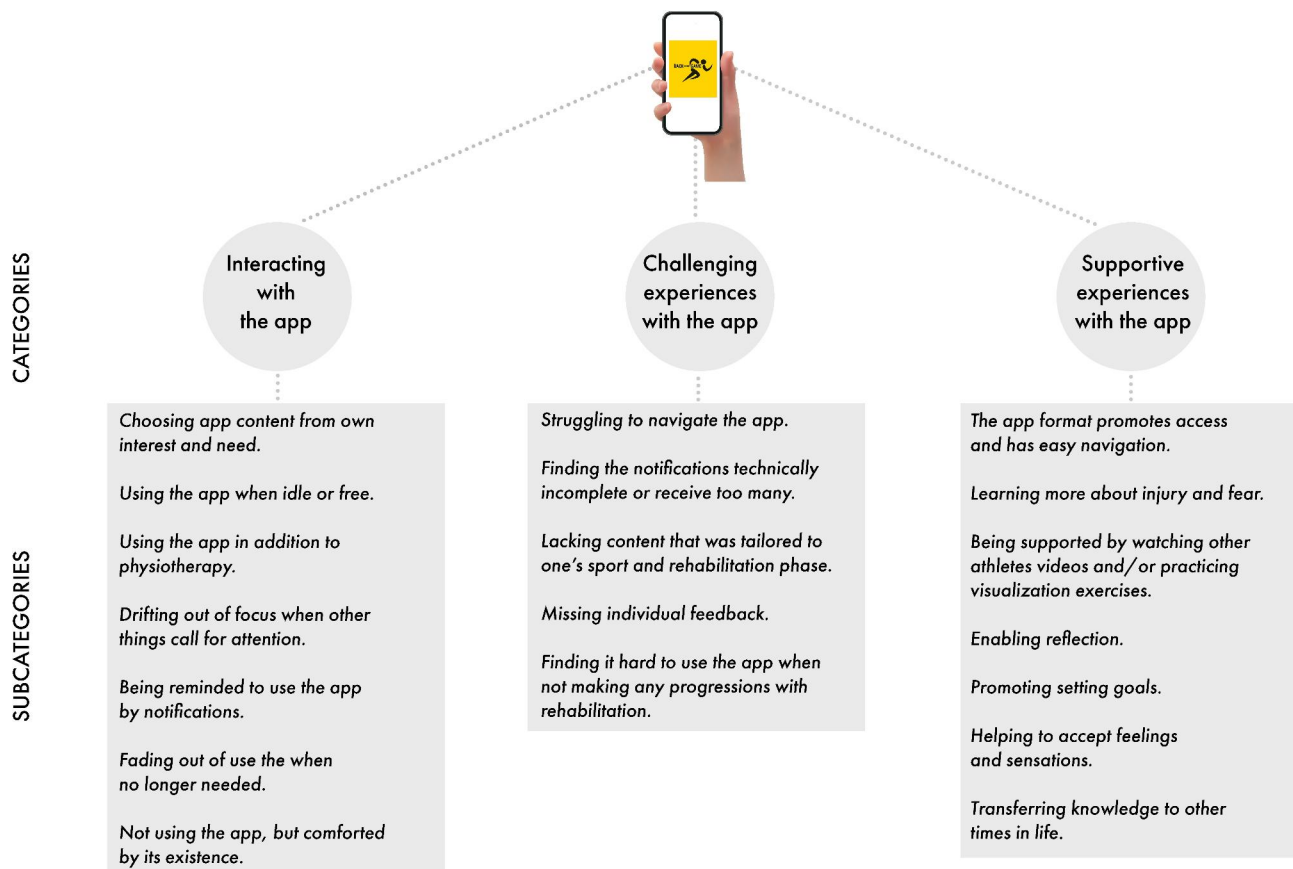 BACK TO THE GAME
CATEGORIES
Interacting
with
the app
Challenging
experiences
with the app
Supportive
experiences
with the app
SUBCATEGORIES
Choosing app content from own
interest and need.
Using the app when idle or free.
Using the app in addition to
physiotherapy.
Drifting out of focus when other
things call for attention.
Being reminded to use the app
by notifications.
Fading out of use the when
no longer needed.
Not using the app, but comforted
by its existence.
Struggling to navigate the app.
Finding the notifications technically
incomplete or receive too many.
Lacking content that was tailored to
one’s sport and rehabilitation phase.
Missing individual feedback.
Finding it hard to use the app when
not making any progressions with
rehabilitation.
The app format promotes access
and has easy navigation.
Learning more about injury and fear.
Being supported by watching other
athletes videos and/or practicing
visualization exercises.
Enabling reflection.
Promoting setting goals.
Helping to accept feelings
and sensations.
Transferring knowledge to other
times in life.